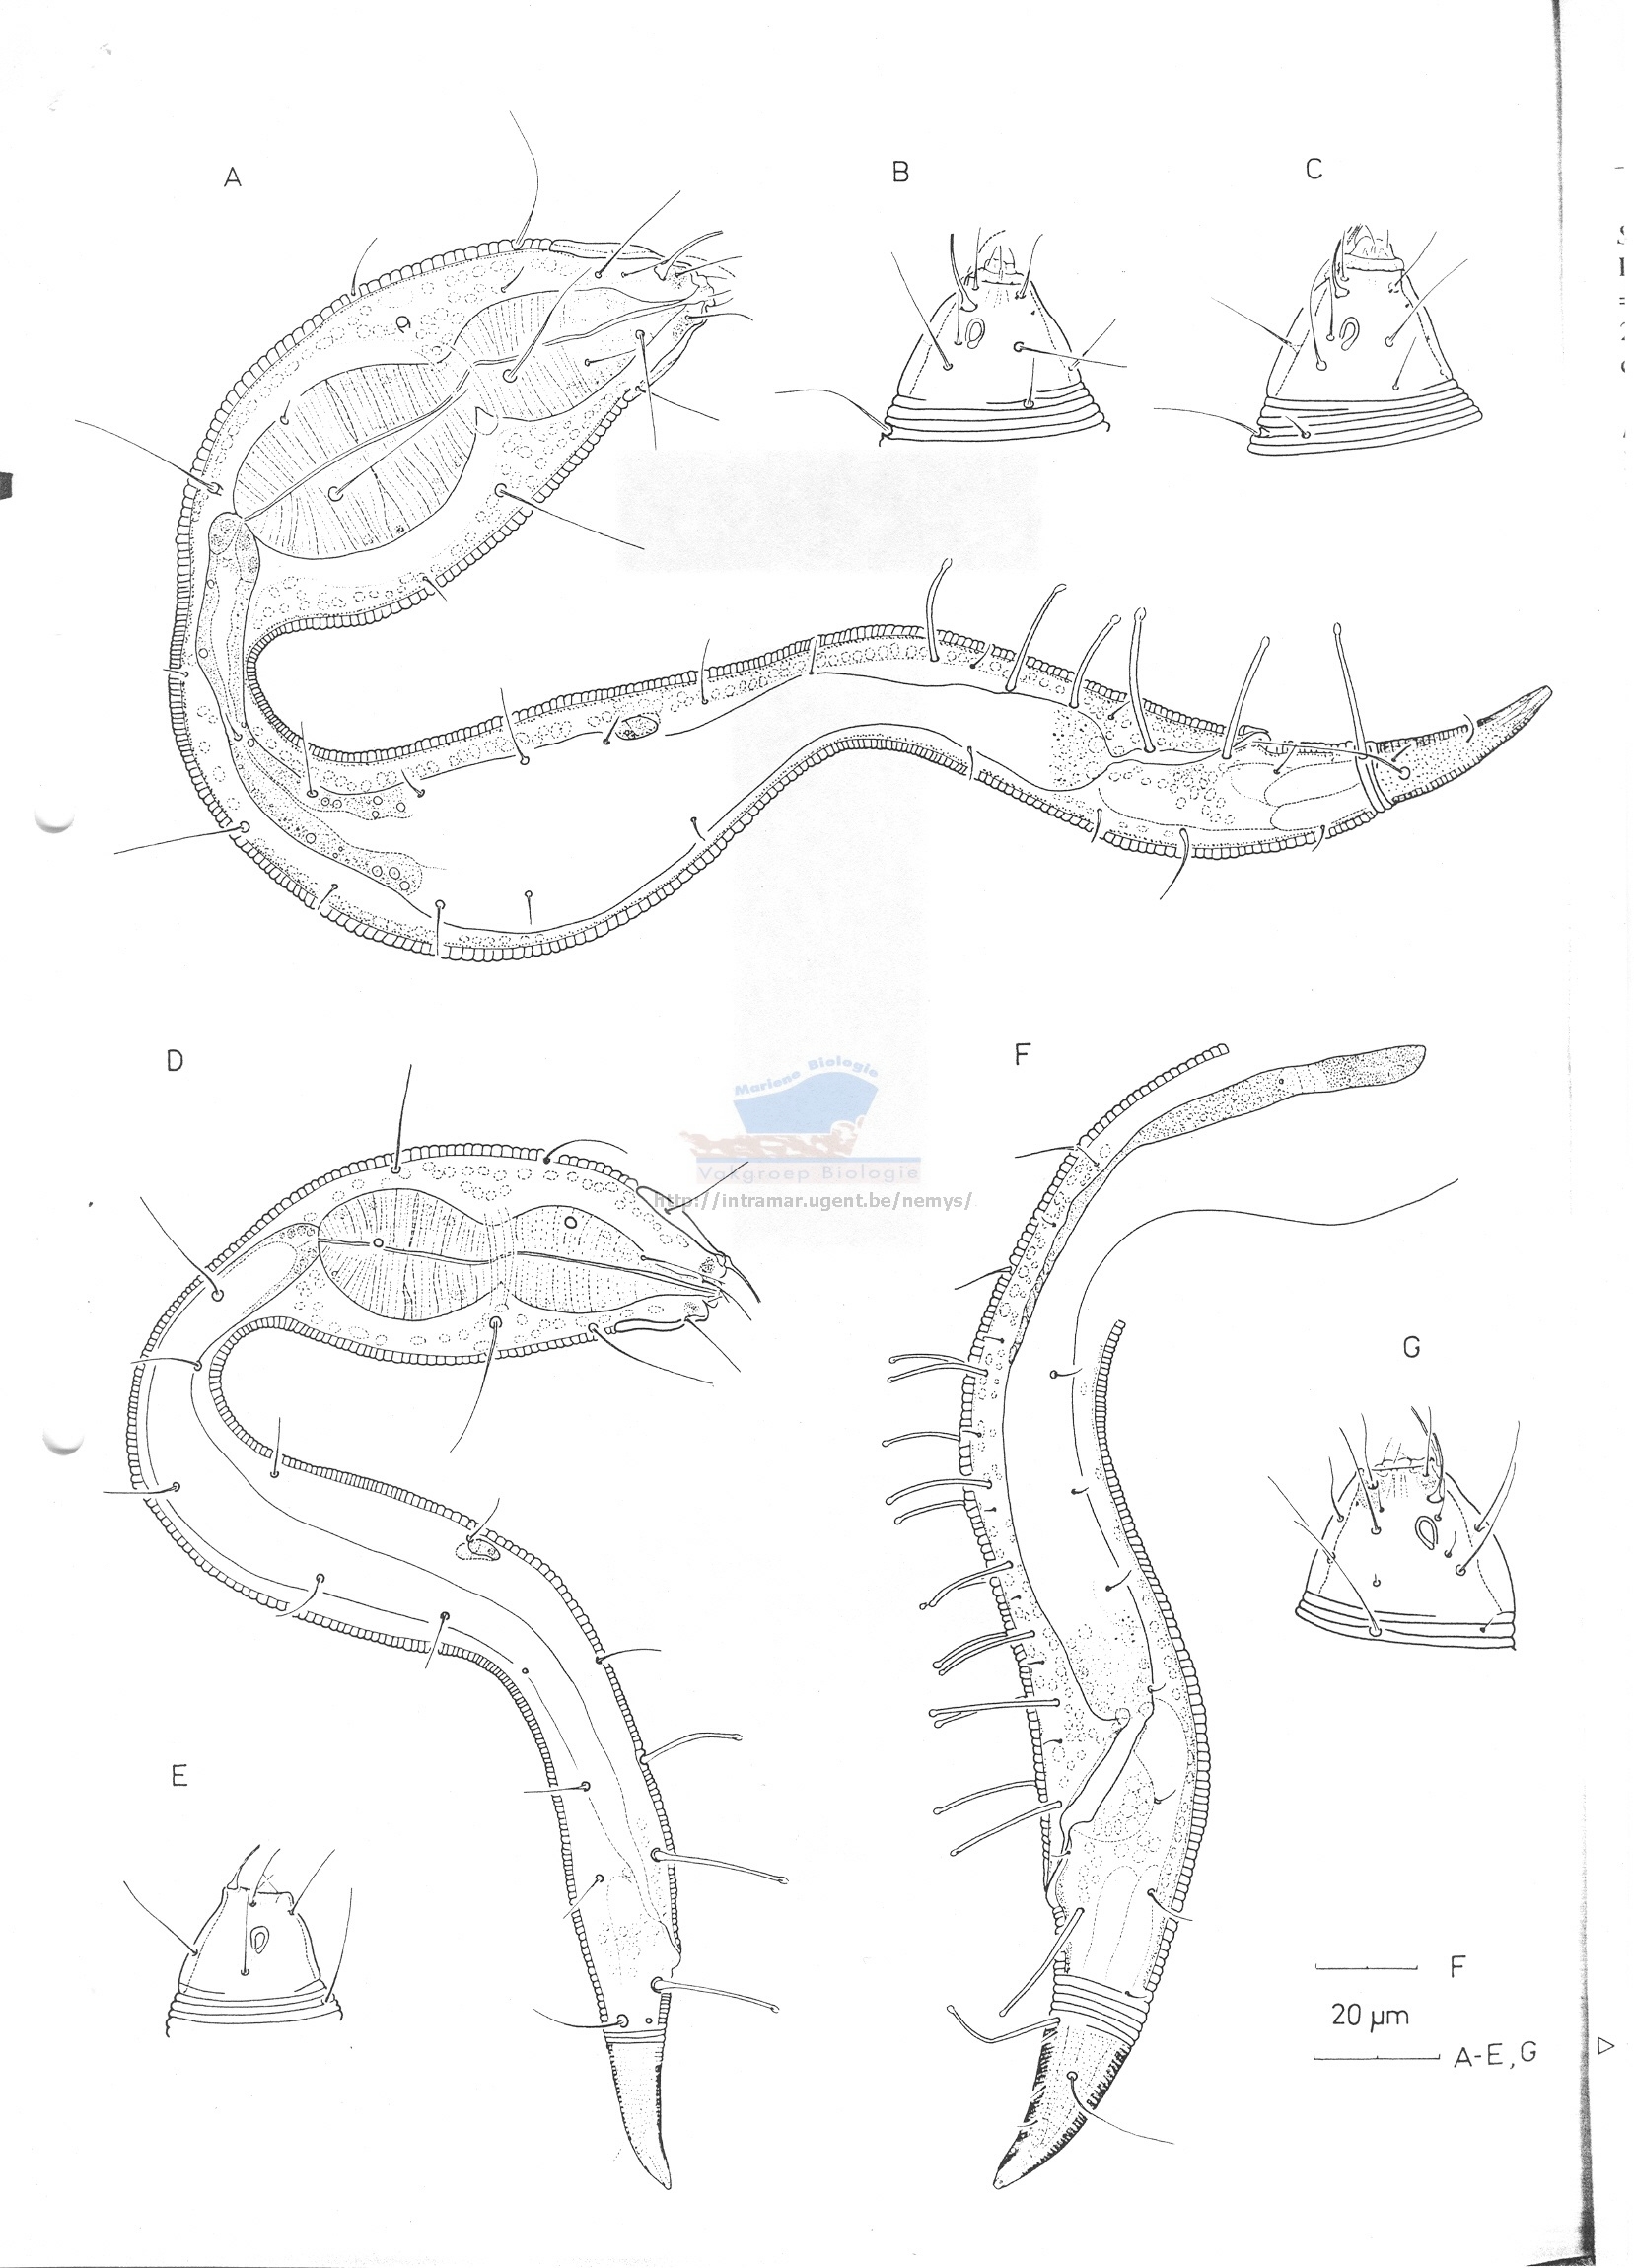 A
B
C
D
F
Mariene Biologie
Vakgroep Biologie
http://intramar.ugent.be/nemys/
G
E
F
20 µm
A-E, G